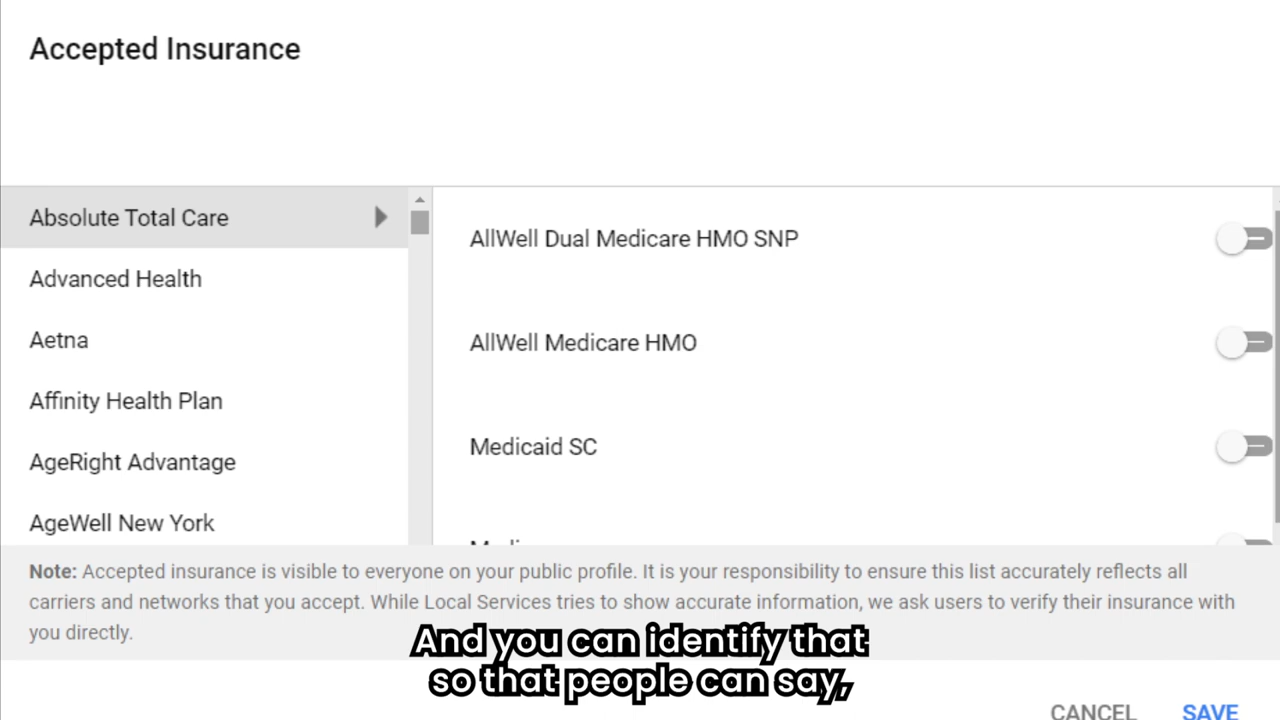 Accepted Insurance
Absolute Total Care
Advanced Health
Aetna
Affinity Health Plan
AgeRight Advantage
AgeWell New York
AllWell Dual Medicare HMO SNP
AllWell Medicare HMO
Medicaid SC
Note: Accepted insurance is visible to everyone on your public profile. It is your responsibility to ensure this list accurately reflects all
carriers and networks that you accept. While Local Services tries to show accurate information, we ask users to verify their insurance with
you directly.
And you can identify that
so that people can say,
CANCEL SAVE